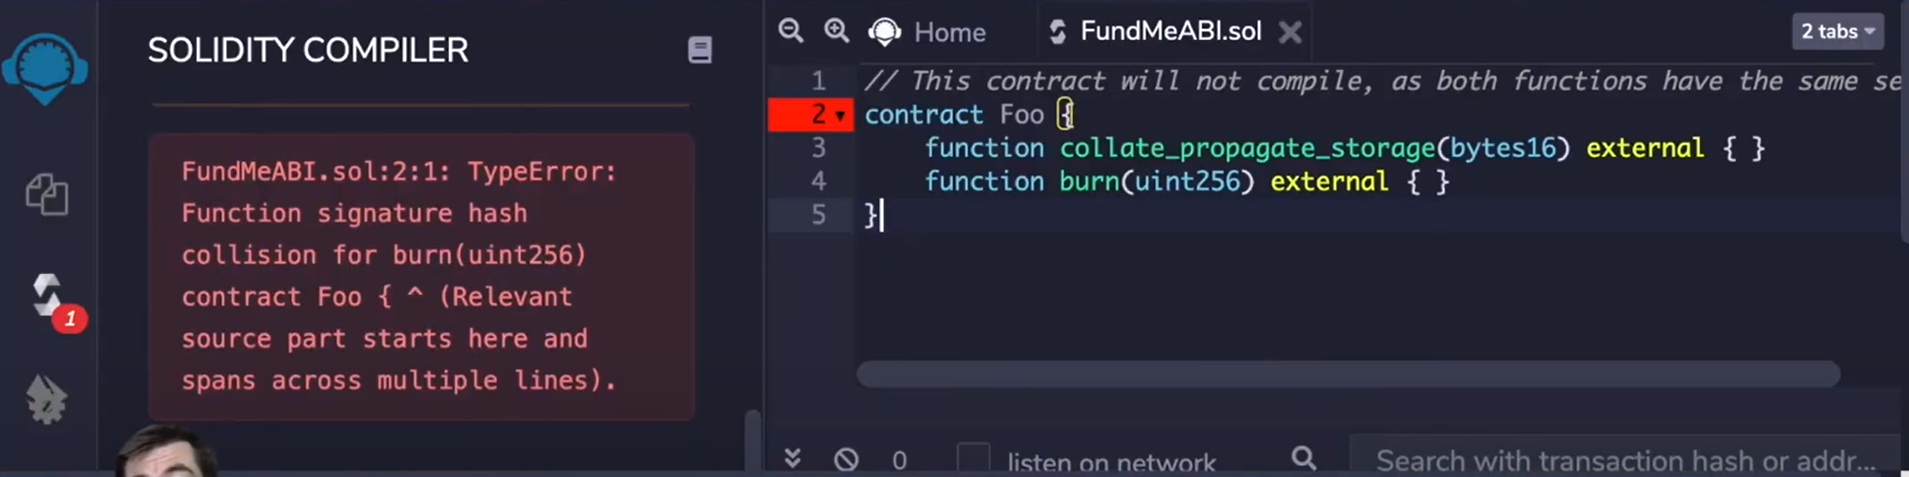 SOLIDITY COMPILER
FundMeABI.sol:2:1: TypeError:
Function signature hash
collision for burn(uint256)
contract Foo { ^ (Relevant
source part starts here and
spans across multiple lines).
1
Home
FundMeABI.sol
2 tabs
1 // This contract will not compile, as both functions have the same se
2 contract Foo {
3 function collate_propagate_storage(bytes16) external { }
4 function burn(uint256) external { }
5 }
0
listen on network
Search with transaction hash or addr...